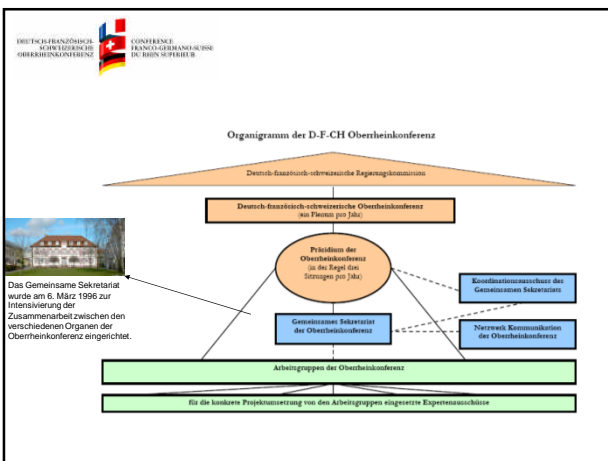 DEUTSCH-FRANZÖSISCH-
SCHWEIZERISCHE
OBERRHEINKONFERENZ
CONFERENCE
FRANCO-GERMANO-SUISSE
DU RHIN SUPERIEUR
Organigramm der D-F-CH Oberrheinkonferenz
Deutsch-französisch-schweizerische Regierungskommission
Deutsch-französisch-schweizerische Oberrheinkonferenz
(ein Plenum pro Jahr)
Präsidium der
Oberrheinkonferenz
(in der Regel drei
Sitzungen pro Jahr)
Koordinationsausschuss des
Gemeinsamen Sekretariats
Das Gemeinsame Sekretariat
wurde am 6. März 1996 zur
Intensivierung der
Zusammenarbeit zwischen den
verschiedenen Organen der
Oberrheinkonferenz eingerichtet.
Gemeinsames Sekretariat
der Oberrheinkonferenz
Netzwerk Kommunikation
der Oberrheinkonferenz
Arbeitsgruppen der Oberrheinkonferenz
für die konkrete Projektumsetzung von den Arbeitsgruppen eingesetzte Expertenausschüsse